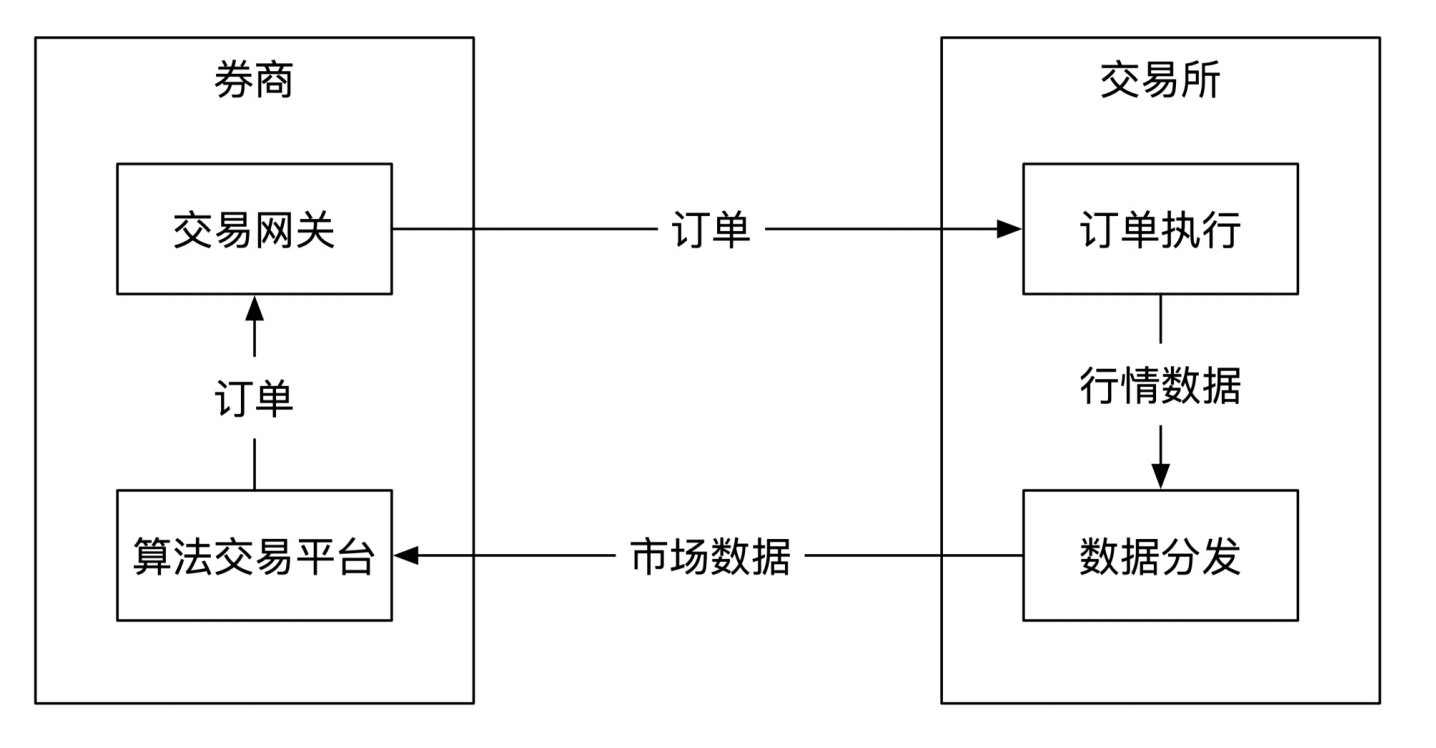 券商
交易所
交易网关
订单
订单执行
订单
行情数据
算法交易平台
市场数据
数据分发